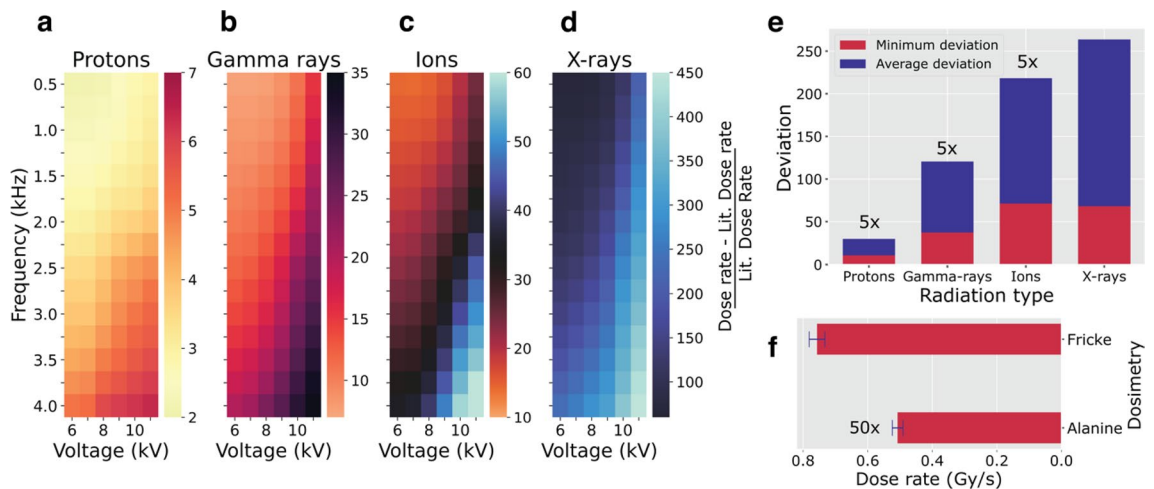 a
Protons
Frequency (kHz)
0.5
1.0
1.5
2.0
2.5
3.0
3.5
4.0
6 8 10
Voltage (kV)
7
6
5
4
3
2
b
Gamma rays
6 8 10
Voltage (kV)
35
30
25
20
15
10
c
Ions
6 8 10
Voltage (kV)
60
50
40
30
20
10
d
X-rays
6 8 10
Voltage (kV)
450
400
350
300
250
200
150
100
Dose rate - Lit. Dose rate
Lit. Dose Rate
e
Minimum deviation
Average deviation
Deviation
250
200
150
100
50
0
5x
5x
5x
Protons Gamma-rays Ions X-rays
Radiation type
f
Fricke
50x
Alanine
Dosimetry
0.8 0.6 0.4 0.2 0.0
Dose rate (Gy/s)